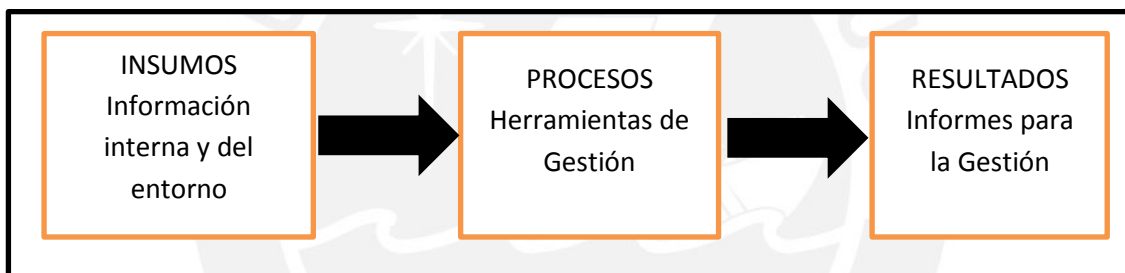 INSUMOS
Información
interna y del
entorno
PROCESOS
Herramientas de
Gestión
RESULTADOS
Informes para
la Gestión